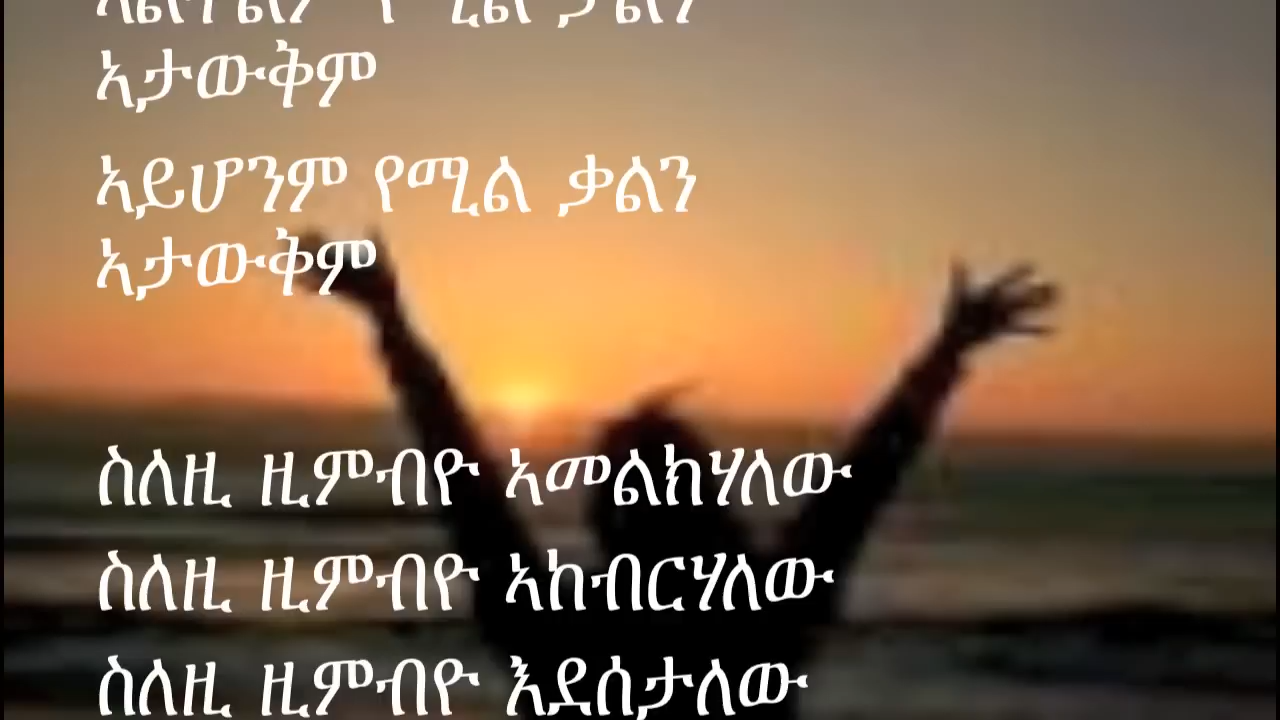 ኣታውቅም
ኣይሆንም የሚል ቃልን
ኣታውቅም
ስለዚ ዚምብዮ ኣመልክሃለው
ስለዚ ዚምብዮ ኣከብርሃለው
ስለዚ ዚምብዮ እደሰታለው